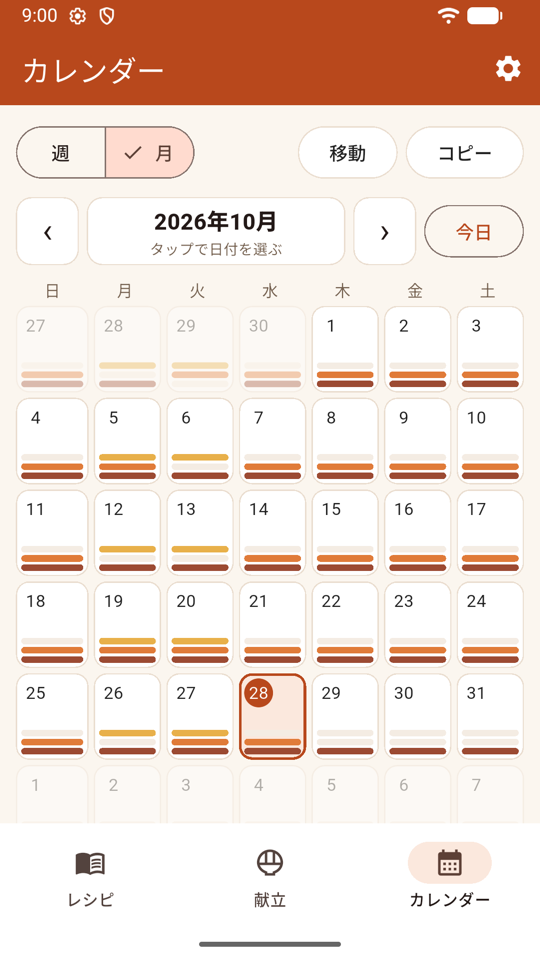 9:00
カレンダー
週 月 移動 コピー
‹ 2026年10月 › 今日
タップで日付を選ぶ
日 月 火 水 木 金 土
27 28 29 30 1 2 3
4 5 6 7 8 9 10
11 12 13 14 15 16 17
18 19 20 21 22 23 24
25 26 27 28 29 30 31
1 2 3 4 5 6 7
レシピ 献立 カレンダー